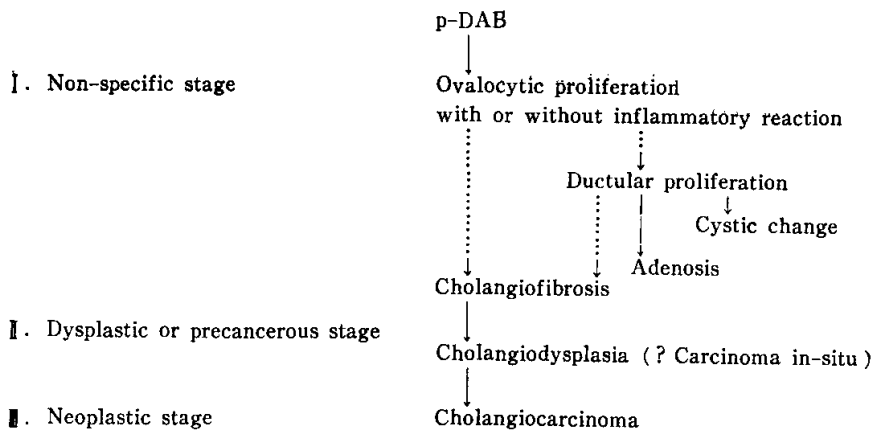 p-DAB
I. Non-specific stage Ovalocytic proliferation
with or without inflammatory reaction
Ductular proliferation
Cystic change
Adenosis
Cholangiofibrosis
II. Dysplastic or precancerous stage
Cholangiodysplasia (? Carcinoma in-situ)
III. Neoplastic stage Cholangiocarcinoma